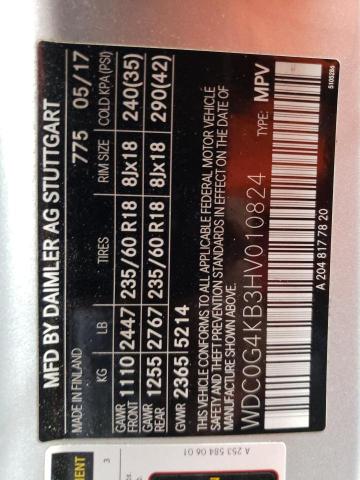 MFD BY DAIMLER AG STUTTGART
MADE IN FINLAND 775 05/17
KG LB TIRES RIM SIZE COLD KPA(PSI)
GAWR FRONT 1110 2447 235/60 R18 8Jx18 240(35)
GAWR REAR 1255 2767 235/60 R18 8Jx18 290(42)
GVWR 2365 5214
THIS VEHICLE CONFORMS TO ALL APPLICABLE FEDERAL MOTOR VEHICLE
SAFETY AND THEFT PREVENTION STANDARDS IN EFFECT ON THE DATE OF
MANUFACTURE SHOWN ABOVE.
WDC0G4KB3HV010824 TYPE: MPV
A 204 817 78 20
5105286
A 253 584 06 01
3